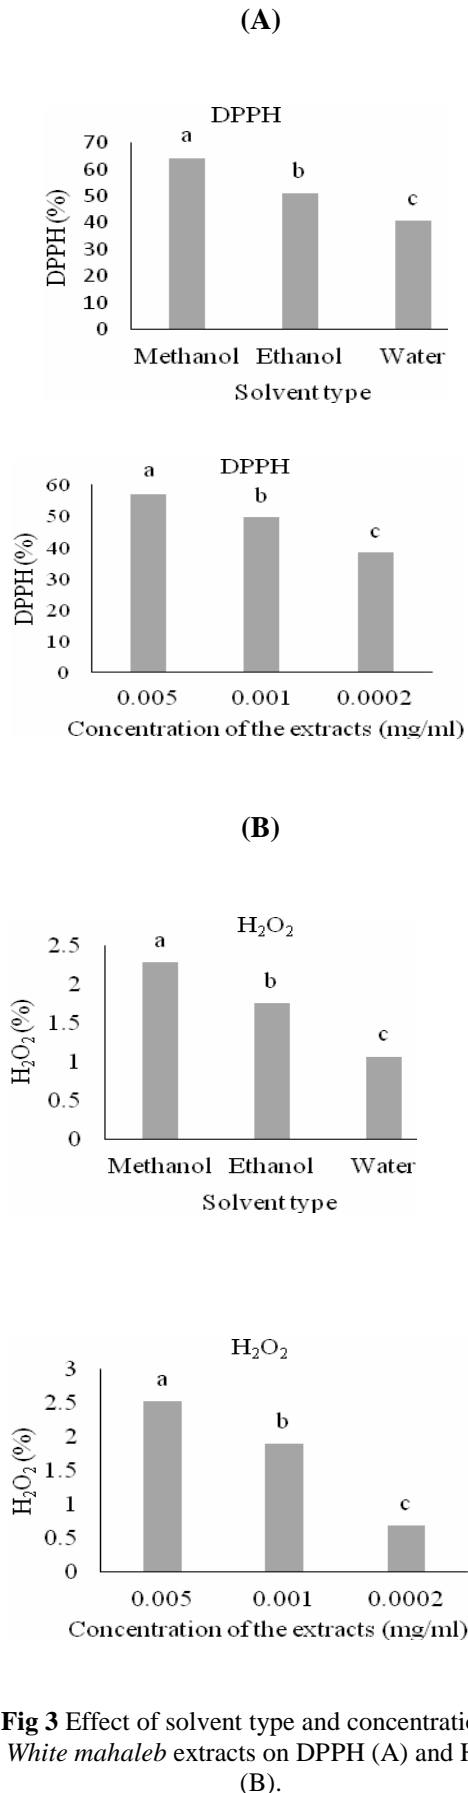 (A)
DPPH
a
b
c
70
60
50
40
30
20
10
0
DPPH (%)
Methanol Ethanol Water
Solvent type
DPPH
a
b
c
60
50
40
30
20
10
0
DPPH (%)
0.005 0.001 0.0002
Concentration of the extracts (mg/ml)
(B)
H₂O₂
a
b
c
2.5
2
1.5
1
0.5
0
H₂O₂ (%)
Methanol Ethanol Water
Solvent type
H₂O₂
a
b
c
3
2.5
2
1.5
1
0.5
0
H₂O₂ (%)
0.005 0.001 0.0002
Concentration of the extracts (mg/ml)
Fig 3 Effect of solvent type and
White mahaleb extracts on DPPH (A) and
(B).